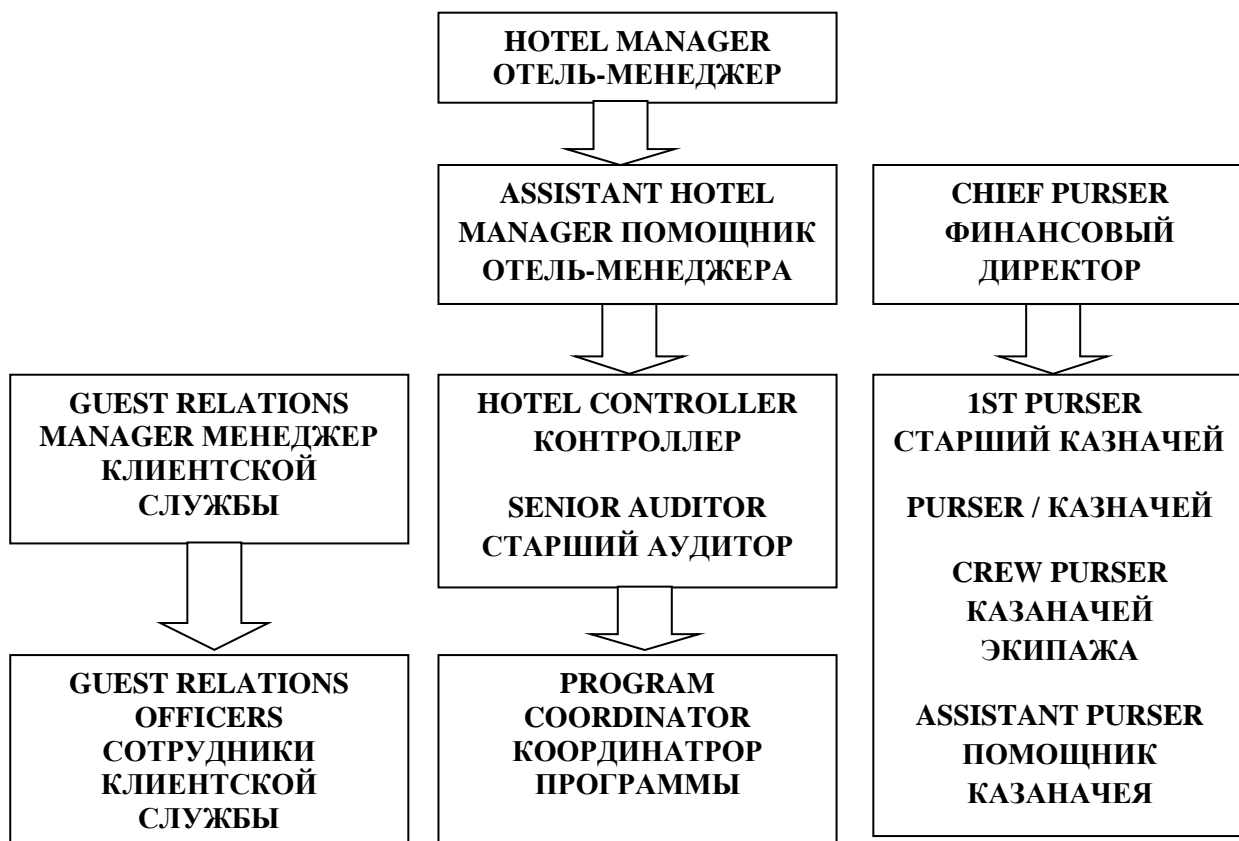 HOTEL MANAGER
ОТЕЛЬ-МЕНЕДЖЕР
ASSISTANT HOTEL
MANAGER ПОМОЩНИК
ОТЕЛЬ-МЕНЕДЖЕРА
CHIEF PURSER
ФИНАНСОВЫЙ
ДИРЕКТОР
GUEST RELATIONS
MANAGER МЕНЕДЖЕР
КЛИЕНТСКОЙ
СЛУЖБЫ
HOTEL CONTROLLER
КОНТРОЛЛЕР
SENIOR AUDITOR
СТАРШИЙ АУДИТОР
1ST PURSER
СТАРШИЙ КАЗНАЧЕЙ
PURSER / КАЗНАЧЕЙ
CREW PURSER
КАЗАНАЧЕЙ
ЭКИПАЖА
ASSISTANT PURSER
ПОМОЩНИК
КАЗАНАЧЕЯ
GUEST RELATIONS
OFFICERS
СОТРУДНИКИ
КЛИЕНТСКОЙ
СЛУЖБЫ
PROGRAM
COORDINATOR
КООРДИНАТРОР
ПРОГРАММЫ